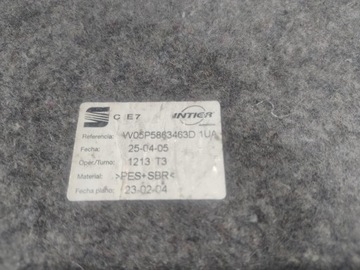 C E7 INTIER
Referencia: W05P5863463D 1UA
Fecha: 25-04-05
Oper/Turno: 1213 T3
Material: >PES+SBR<
Fecha plano: 23-02-04